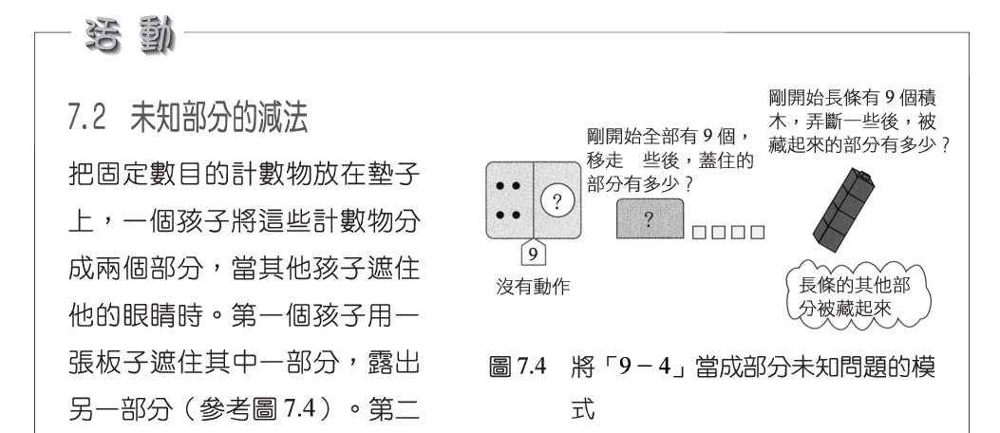 活動
7.2 未知部分的減法
把固定數目的計數物放在墊子
上，一個孩子將這些計數物分
成兩個部分，當其他孩子遮住
他的眼睛時。第一個孩子用一
張板子遮住其中一部分，露出
另一部分（參考圖 7.4）。第二
?
9
沒有動作
剛開始全部有 9 個，
移走 些後，蓋住的
部分有多少？
?
剛開始長條有 9 個積
木，弄斷一些後，被
藏起來的部分有多少？
長條的其他部
分被藏起來
圖 7.4 將「9－4」當成部分未知問題的模
式